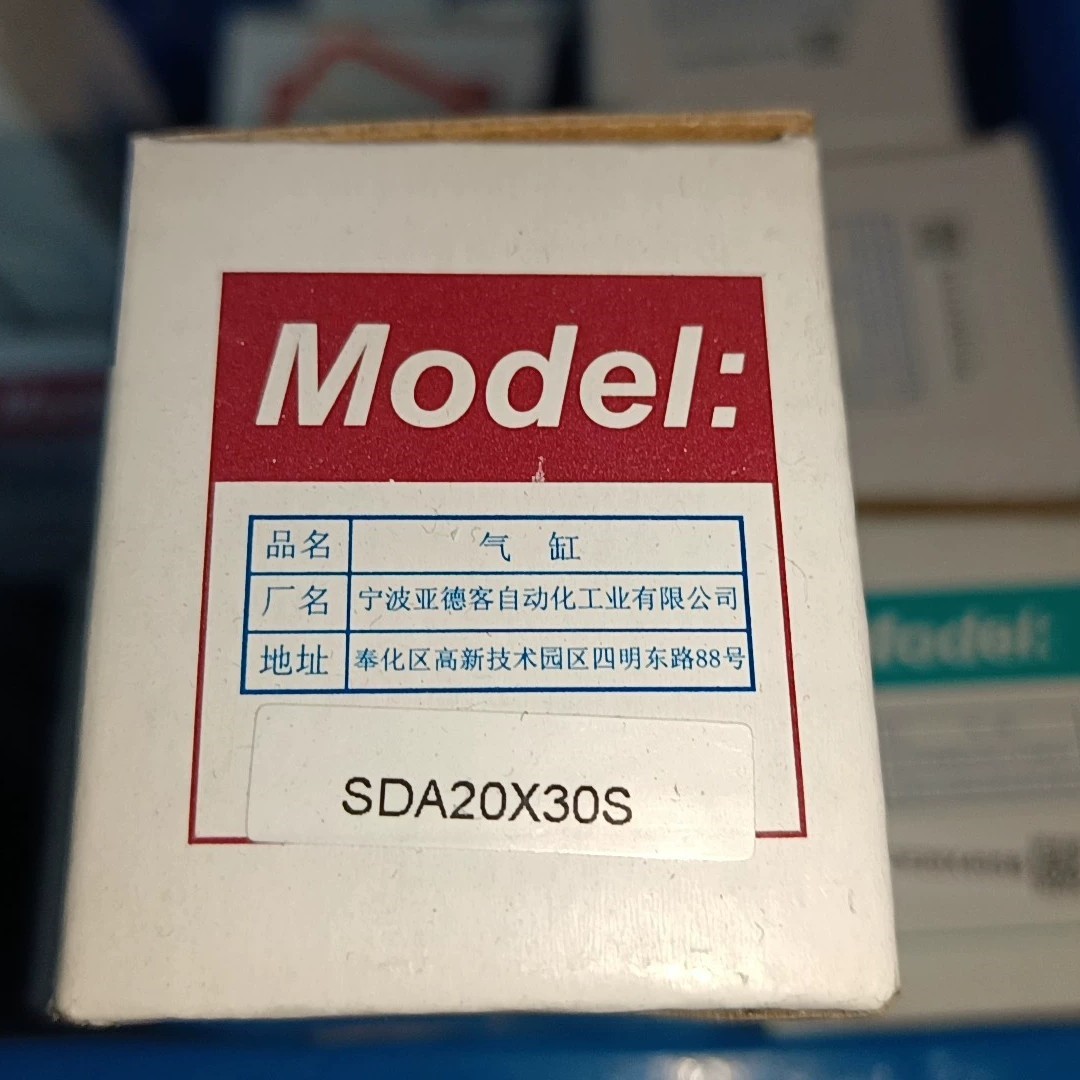 Model:
品名 气缸
厂名 宁波亚德客自动化工业有限公司
地址 奉化区高新技术园区四明东路88号
SDA20X30S
Model: